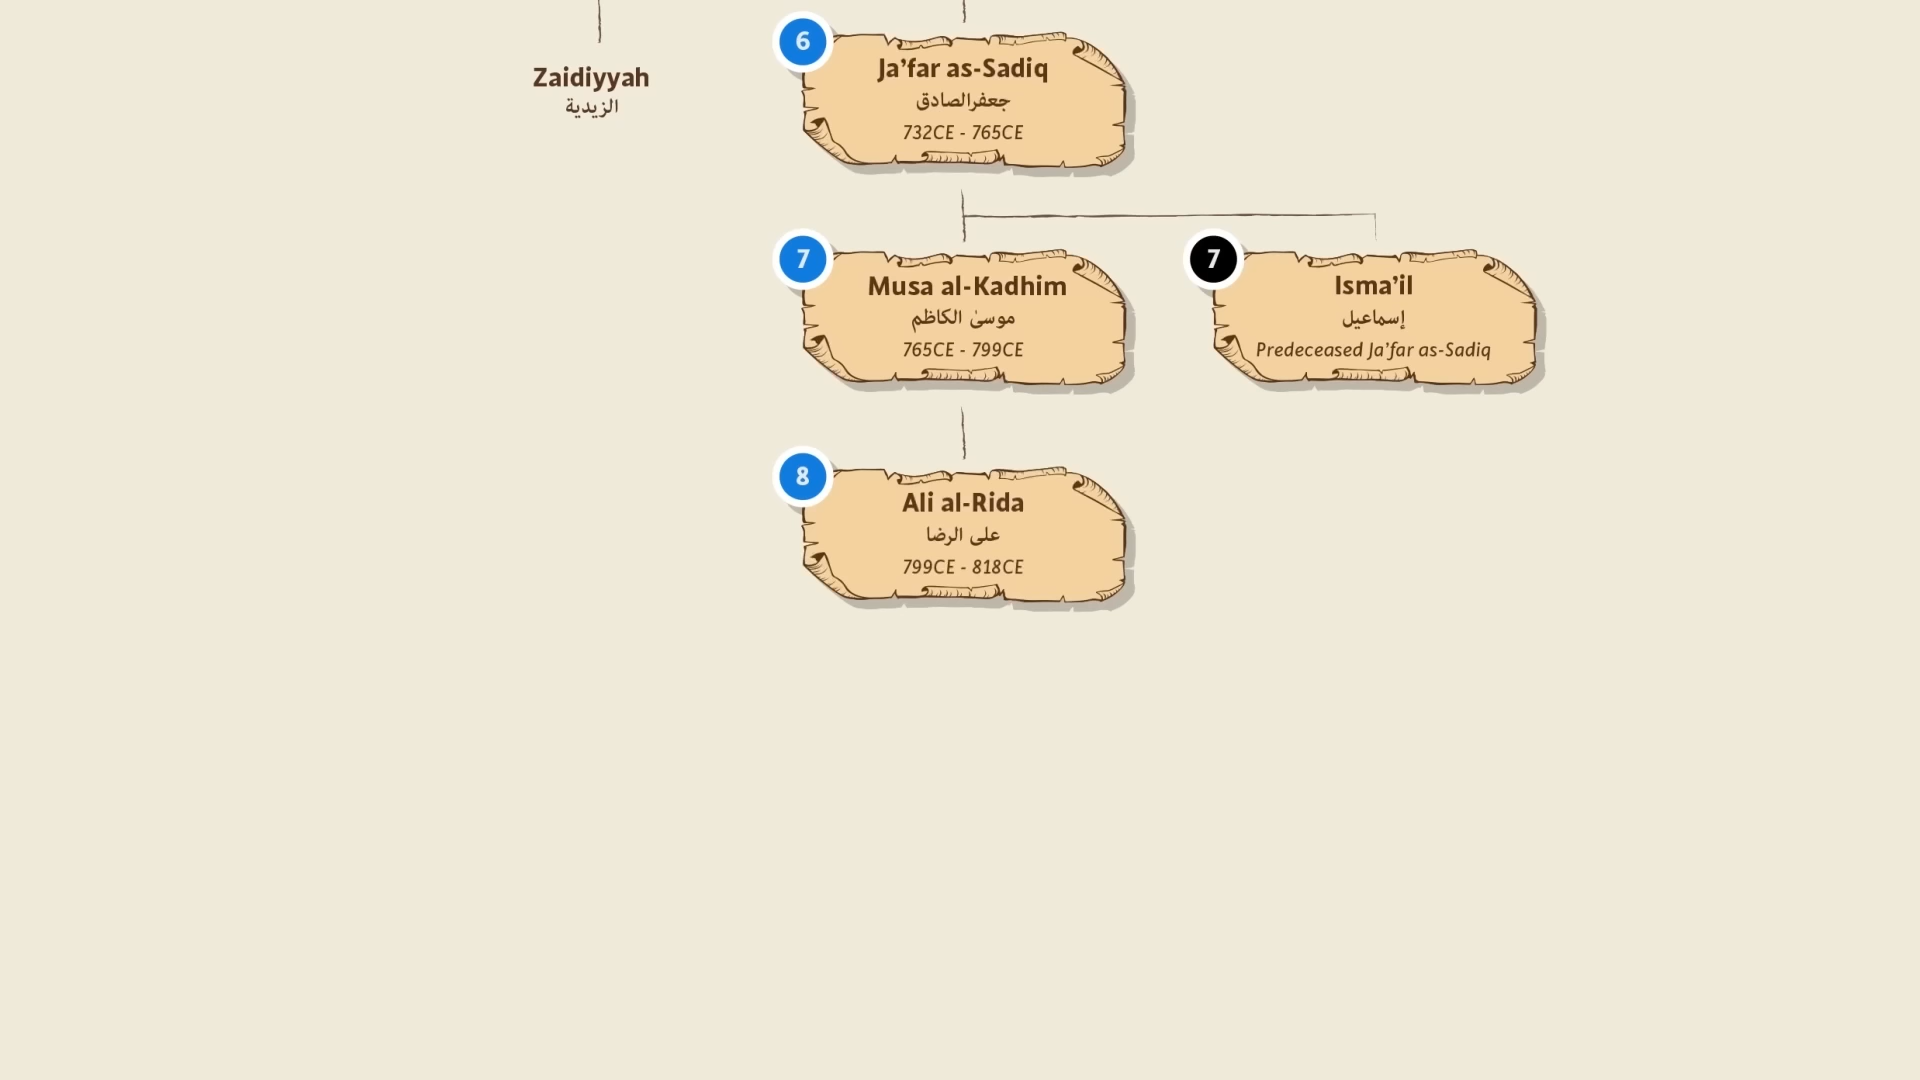 Zaidiyyah
الزيدية
6
Ja’far as-Sadiq
جعفرالصادق
732CE - 765CE
7
Musa al-Kadhim
موسىٰ الكاظم
765CE - 799CE
7
Isma’il
إسماعيل
Predeceased Ja’far as-Sadiq
8
Ali al-Rida
على الرضا
799CE - 818CE